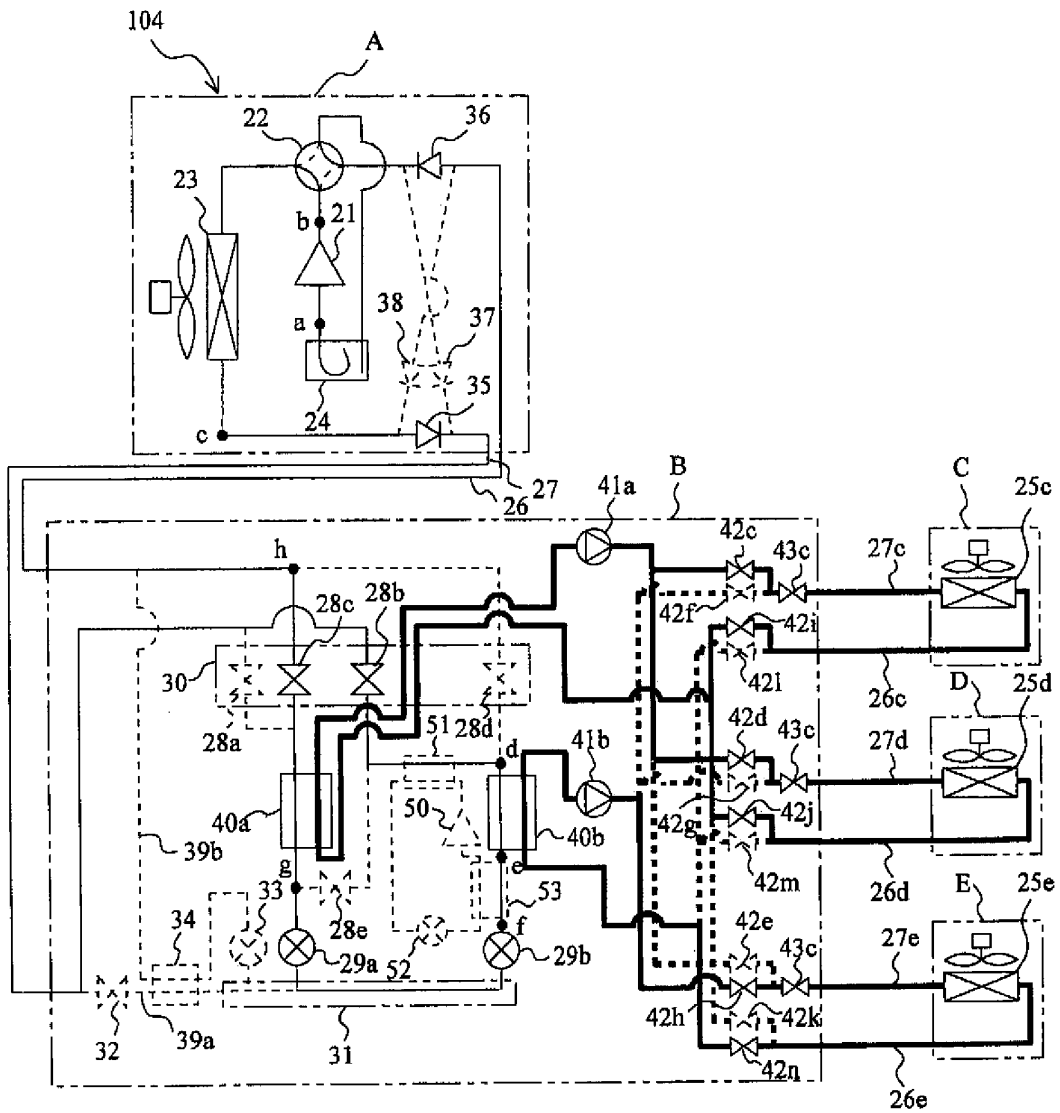 104
A
22
36
23
b
21
a
38
37
24
35
c
27
26
41a
B
C
25c
h
42c
43c
27c
28c
28b
42f
42i
30
42l
26c
D
25d
28a
51
28d
42d
43c
27d
d
41b
40a
50
40b
42g
42j
39b
g
e
42m
26d
33
53
E
25e
34
28e
f
42e
43c
27e
29a
52
29b
42h
42k
32
39a
31
42n
26e